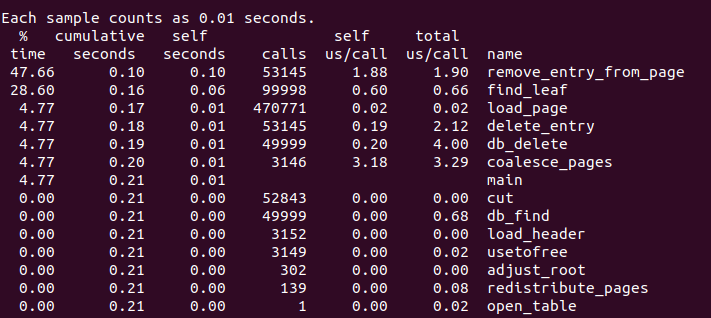 Each sample counts as 0.01 seconds.
  %   cumulative   self              self     total
 time   seconds   seconds    calls  us/call  us/call  name
47.66      0.10     0.10    53145     1.88     1.90  remove_entry_from_page
28.60      0.16     0.06    99998     0.60     0.66  find_leaf
 4.77      0.17     0.01   470771     0.02     0.02  load_page
 4.77      0.18     0.01    53145     0.19     2.12  delete_entry
 4.77      0.19     0.01    49999     0.20     4.00  db_delete
 4.77      0.20     0.01     3146     3.18     3.29  coalesce_pages
 4.77      0.21     0.01                             main
 0.00      0.21     0.00    52843     0.00     0.00  cut
 0.00      0.21     0.00    49999     0.00     0.68  db_find
 0.00      0.21     0.00     3152     0.00     0.00  load_header
 0.00      0.21     0.00     3149     0.00     0.02  usetofree
 0.00      0.21     0.00      302     0.00     0.00  adjust_root
 0.00      0.21     0.00      139     0.00     0.08  redistribute_pages
 0.00      0.21     0.00        1     0.00     0.02  open_table